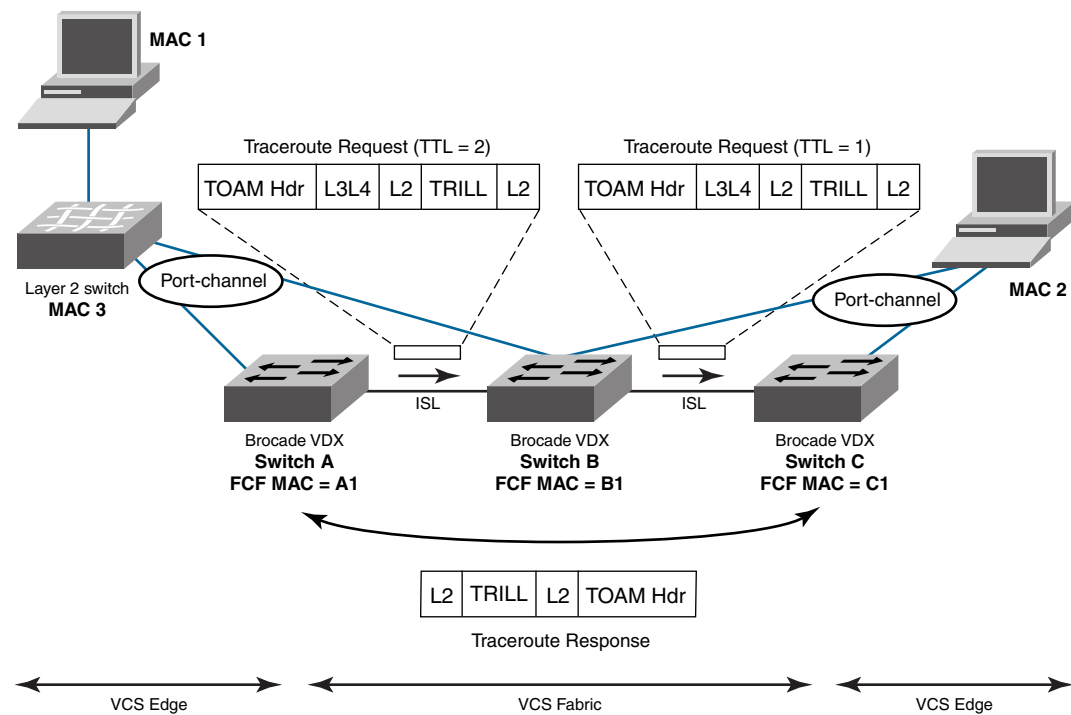 MAC 1
Traceroute Request (TTL = 2)
Traceroute Request (TTL = 1)
TOAM Hdr L3L4 L2 TRILL L2
TOAM Hdr L3L4 L2 TRILL L2
Layer 2 switch
MAC 3
Port-channel
Port-channel
MAC 2
ISL
ISL
Brocade VDX
Switch A
FCF MAC = A1
Brocade VDX
Switch B
FCF MAC = B1
Brocade VDX
Switch C
FCF MAC = C1
L2 TRILL L2 TOAM Hdr
Traceroute Response
VCS Edge
VCS Fabric
VCS Edge